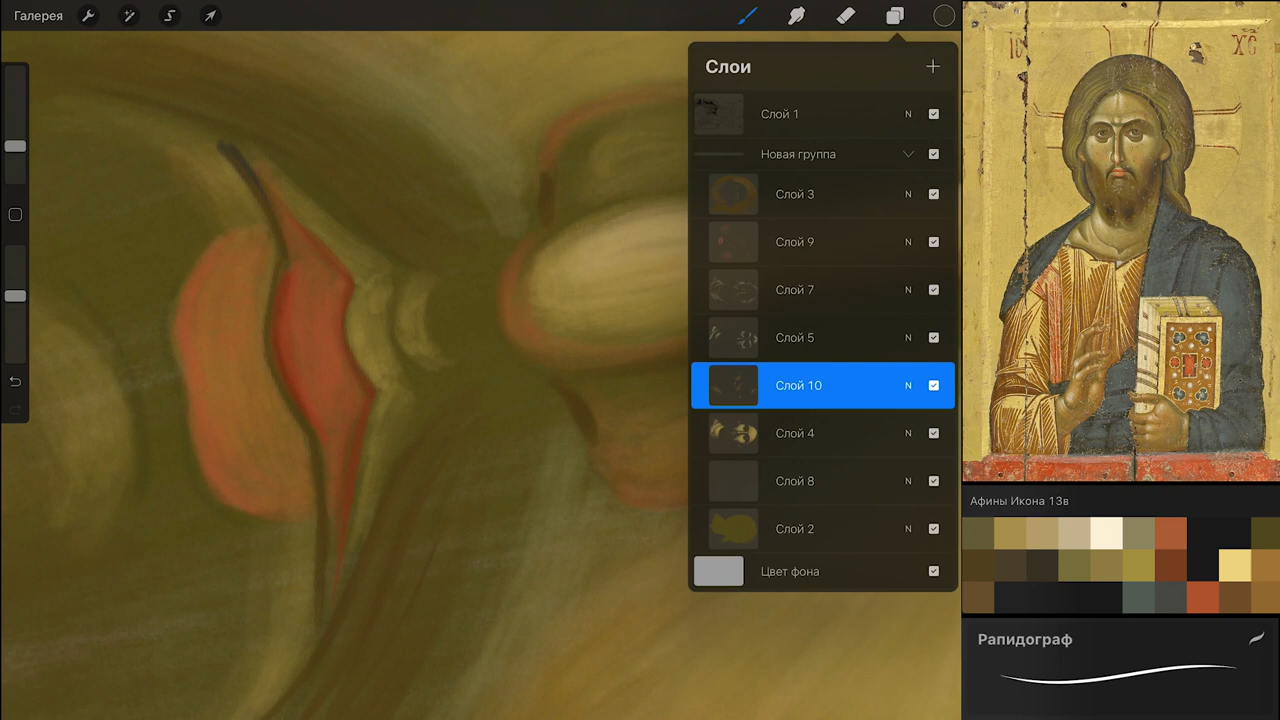 Галерея
Слои
Слой 1 N
Новая группа
Слой 3 N
Слой 9 N
Слой 7 N
Слой 5 N
Слой 10 N
Слой 4 N
Слой 8 N
Слой 2 N
Цвет фона
IC XC
Афины Икона 13в
Рапидограф